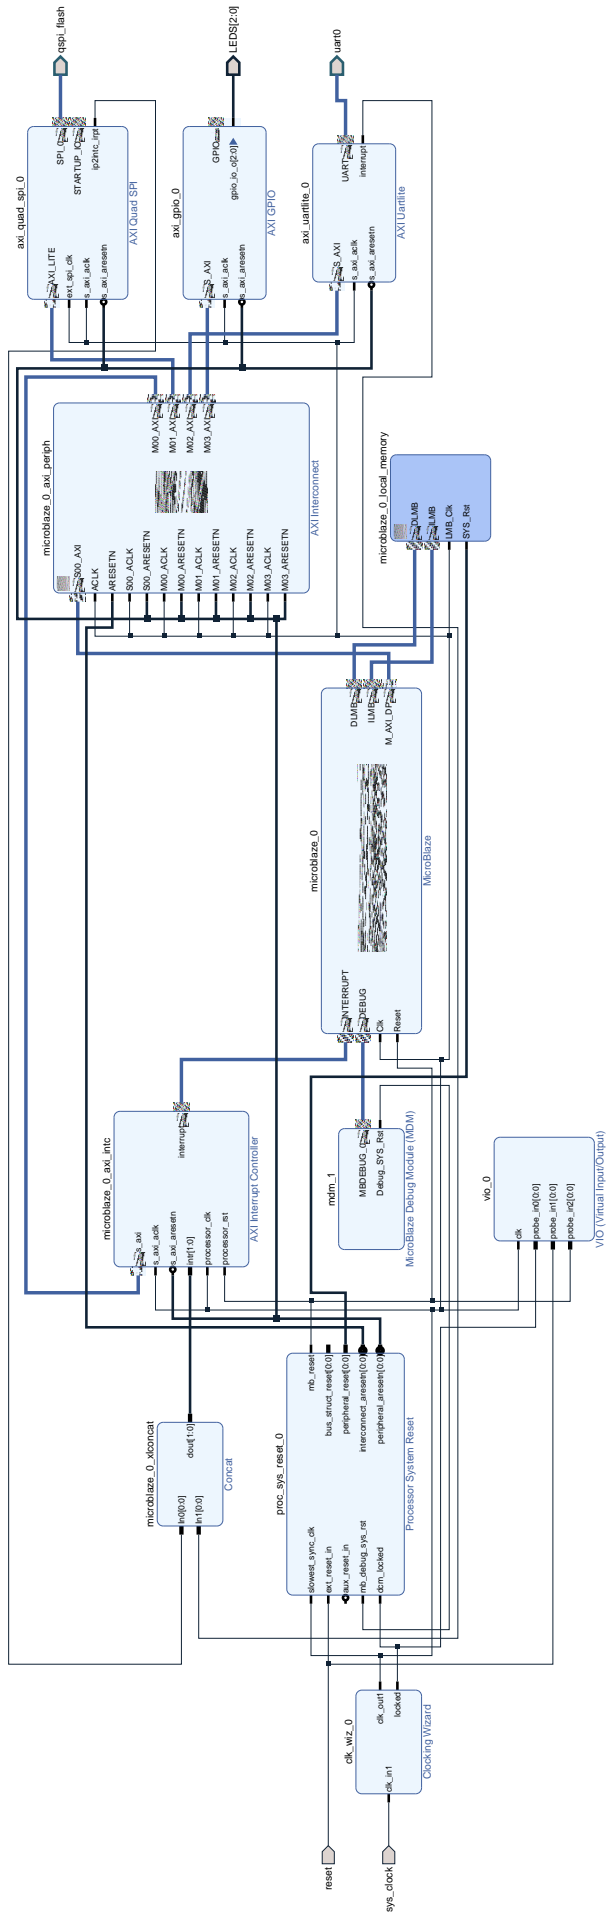 reset
sys_clock
clk_wiz_0
clk_in1
clk_out1
locked
Clocking Wizard
microblaze_0_xlconcat
In0[0:0]
In1[0:0]
dout[1:0]
Concat
proc_sys_reset_0
slowest_sync_clk
ext_reset_in
aux_reset_in
mb_debug_sys_rst
dcm_locked
mb_reset
bus_struct_reset[0:0]
peripheral_reset[0:0]
interconnect_aresetn[0:0]
peripheral_aresetn[0:0]
Processor System Reset
microblaze_0_axi_intc
s_axi
s_axi_aclk
s_axi_aresetn
intr[1:0]
processor_clk
processor_rst
interrupt
AXI Interrupt Controller
mdm_1
MBDEBUG_0
Debug_SYS_Rst
MicroBlaze Debug Module (MDM)
vio_0
clk
probe_in0[0:0]
probe_in1[0:0]
probe_in2[0:0]
VIO (Virtual Input/Output)
microblaze_0
INTERRUPT
DEBUG
Clk
Reset
DLMB
ILMB
M_AXI_DP
MicroBlaze
microblaze_0_axi_periph
S00_AXI
ACLK
ARESETN
S00_ACLK
S00_ARESETN
M00_ACLK
M00_ARESETN
M01_ACLK
M01_ARESETN
M02_ACLK
M02_ARESETN
M03_ACLK
M03_ARESETN
M00_AXI
M01_AXI
M02_AXI
M03_AXI
AXI Interconnect
microblaze_0_local_memory
DLMB
ILMB
LMB_Clk
SYS_Rst
axi_quad_spi_0
AXI_LITE
ext_spi_clk
s_axi_aclk
s_axi_aresetn
SPI_0
STARTUP_IO
ip2intc_irpt
AXI Quad SPI
axi_gpio_0
S_AXI
s_axi_aclk
s_axi_aresetn
GPIO
gpio_io_o[2:0]
AXI GPIO
axi_uartlite_0
S_AXI
s_axi_aclk
s_axi_aresetn
UART
interrupt
AXI Uartlite
qspi_flash
LEDS[2:0]
uart0